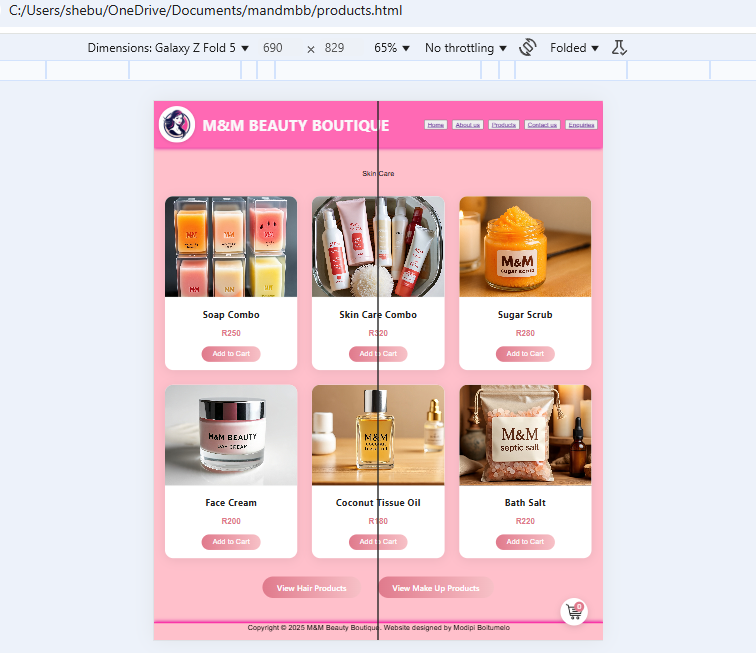 C:/Users/shebu/OneDrive/Documents/mandmbb/products.html
Dimensions: Galaxy Z Fold 5 ▼ 690 × 829 65% ▼ No throttling ▼ Folded ▼
M&M BEAUTY BOUTIQUE Home About us Products Contact us Enquiries
Skin Care
M&M
sugar scrub
Soap Combo Skin Care Combo Sugar Scrub
R250 R320 R280
Add to Cart Add to Cart Add to Cart
M&M BEAUTY
M&M
M&M
septic salt
Face Cream Coconut Tissue Oil Bath Salt
R200 R180 R220
Add to Cart Add to Cart Add to Cart
View Hair Products View Make Up Products
0
Copyright © 2025 M&M Beauty Boutique. Website designed by Modipi Boitumelo